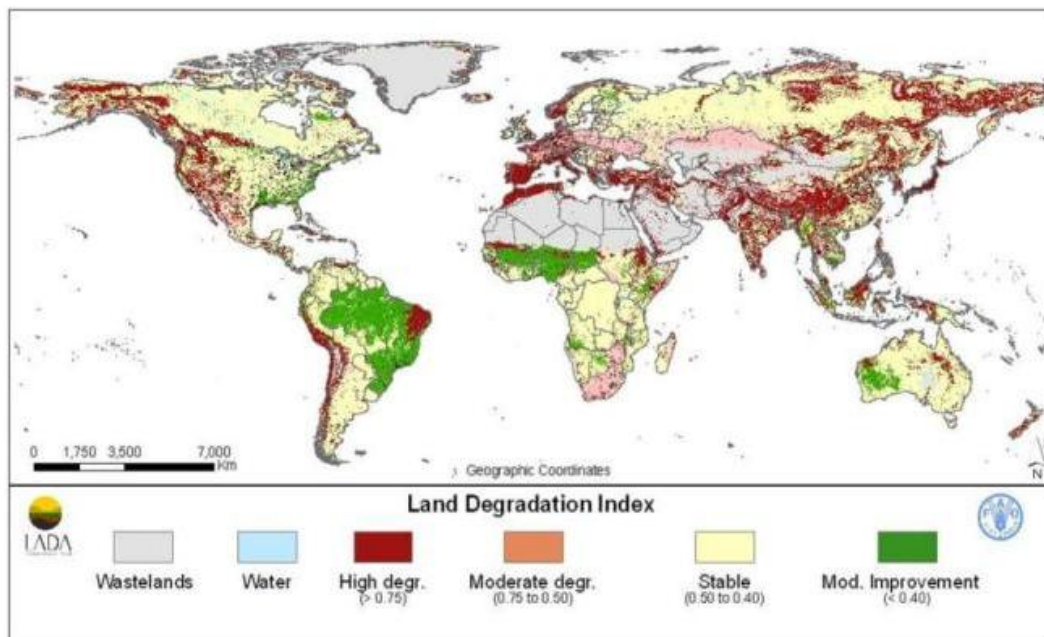 0 1,750 3,500 7,000
Km
Geographic Coordinates
N
Land Degradation Index
LADA
FAO
Wastelands
Water
High degr.
(> 0.75)
Moderate degr.
(0.75 to 0.50)
Stable
(0.50 to 0.40)
Mod. Improvement
(< 0.40)